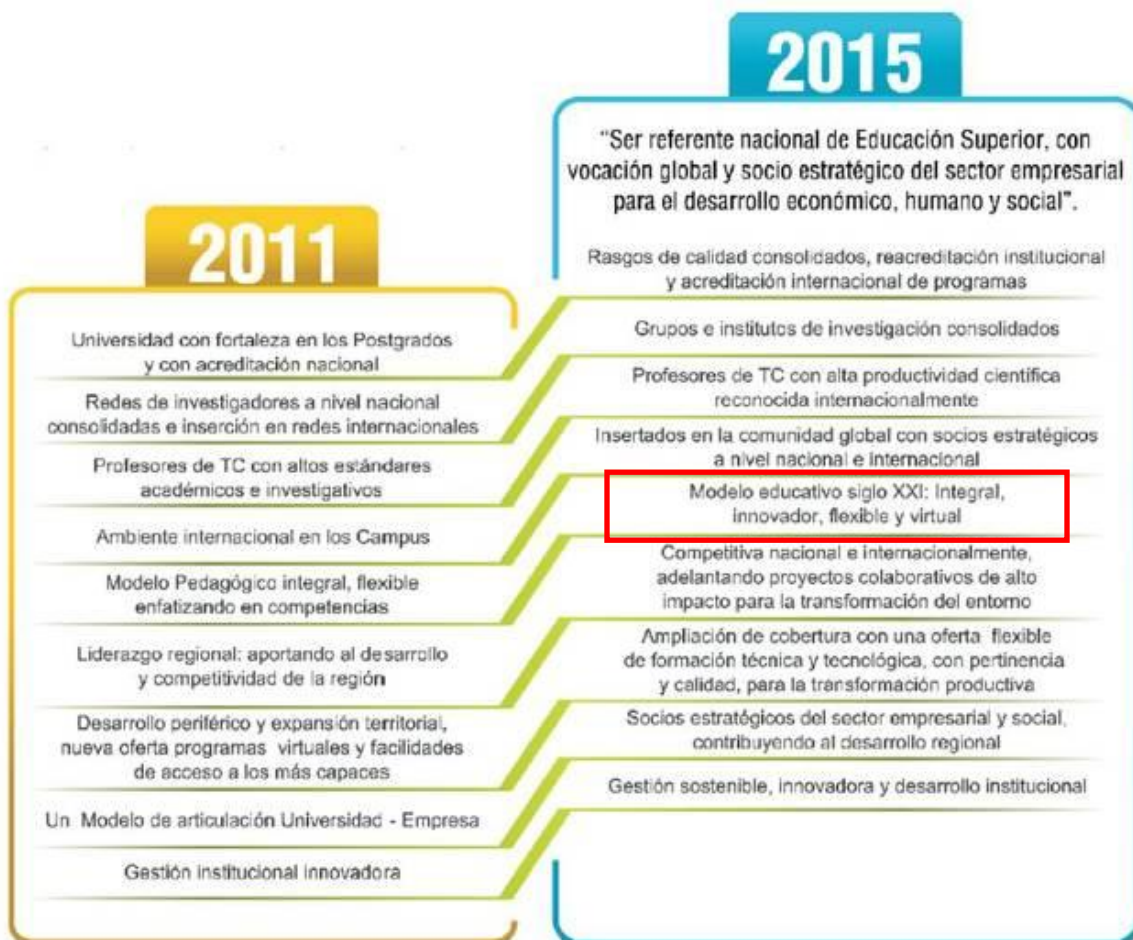 2015
"Ser referente nacional de Educación Superior, con
vocación global y socio estratégico del sector empresarial
para el desarrollo económico, humano y social".
Rasgos de calidad consolidados, reacreditación institucional
y acreditación internacional de programas
Grupos e institutos de investigación consolidados
Profesores de TC con alta productividad científica
reconocida internacionalmente
Insertados en la comunidad global con socios estratégicos
a nivel nacional e internacional
Modelo educativo siglo XXI: Integral,
innovador, flexible y virtual
Competitiva nacional e internacionalmente,
adelantando proyectos colaborativos de alto
impacto para la transformación del entorno
Ampliación de cobertura con una oferta flexible
de formación técnica y tecnológica, con pertinencia
y calidad, para la transformación productiva
Socios estratégicos del sector empresarial y social,
contribuyendo al desarrollo regional
Gestión sostenible, innovadora y desarrollo institucional
2011
Universidad con fortaleza en los Postgrados
y con acreditación nacional
Redes de investigadores a nivel nacional
consolidadas e inserción en redes internacionales
Profesores de TC con altos estándares
académicos e investigativos
Ambiente internacional en los Campus
Modelo Pedagógico integral, flexible
enfatizando en competencias
Liderazgo regional: aportando al desarrollo
y competitividad de la región
Desarrollo periférico y expansión territorial,
nueva oferta programas virtuales y facilidades
de acceso a los más capaces
Un Modelo de articulación Universidad - Empresa
Gestión institucional innovadora